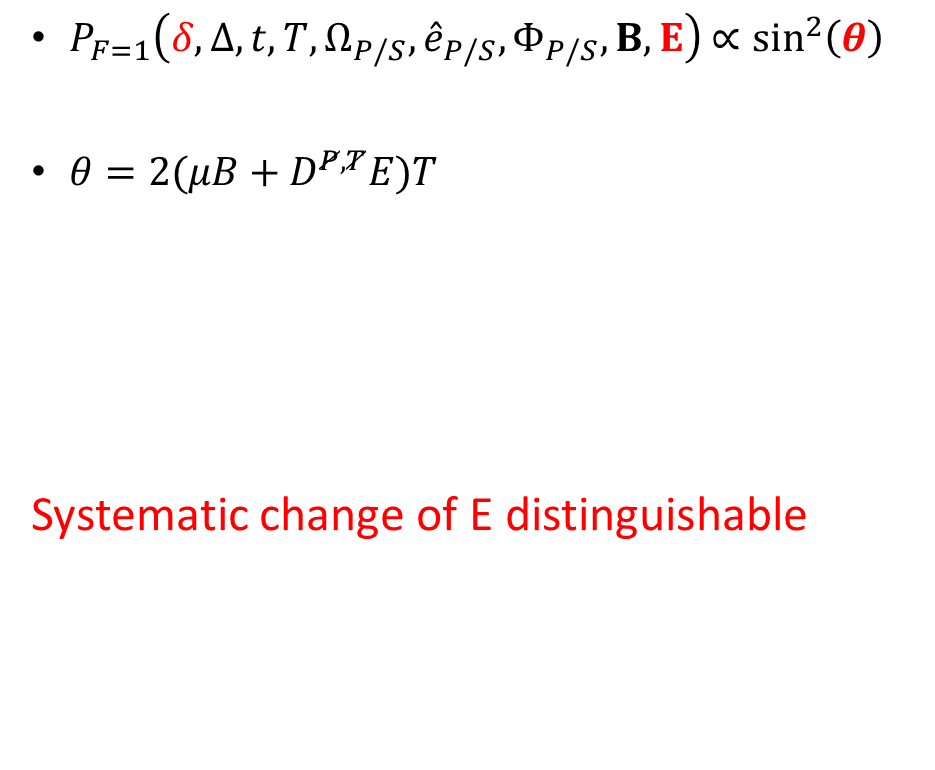 • P_{F=1}(δ, Δ, t, T, Ω_{P/S}, ê_{P/S}, Φ_{P/S}, B, E) ∝ sin²(θ)
• θ = 2(μB + D^{P̸,T̸}E)T
Systematic change of E distinguishable